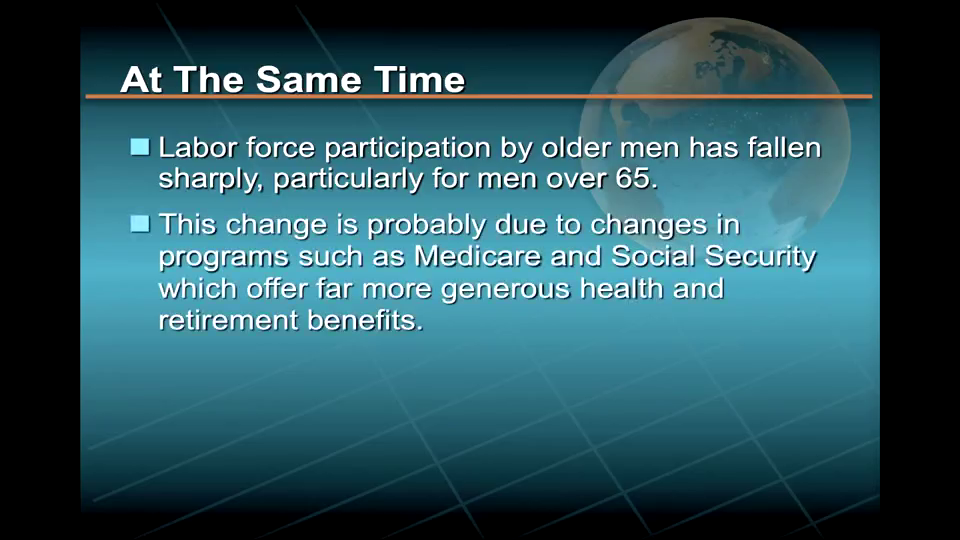 At The Same Time
Labor force participation by older men has fallen
sharply, particularly for men over 65.
This change is probably due to changes in
programs such as Medicare and Social Security
which offer far more generous health and
retirement benefits.